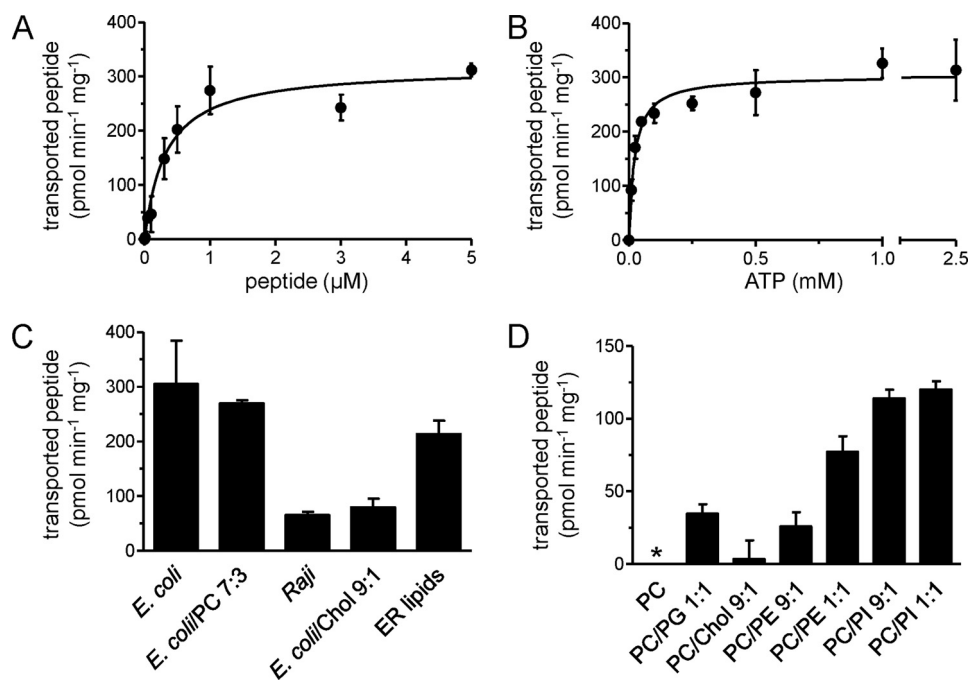 A
transported peptide
(pmol min-1 mg-1)
400
300
200
100
0
0 1 2 3 4 5
peptide (µM)
B
transported peptide
(pmol min-1 mg-1)
400
300
200
100
0
0.0 0.5 1.0 2.5
ATP (mM)
C
transported peptide
(pmol min-1 mg-1)
400
300
200
100
0
E. coli
E. coli/PC 7:3
Raji
E. coli/Chol 9:1
ER lipids
D
transported peptide
(pmol min-1 mg-1)
150
100
50
0
*
PC
PC/PG 1:1
PC/Chol 9:1
PC/PE 9:1
PC/PE 1:1
PC/PI 9:1
PC/PI 1:1